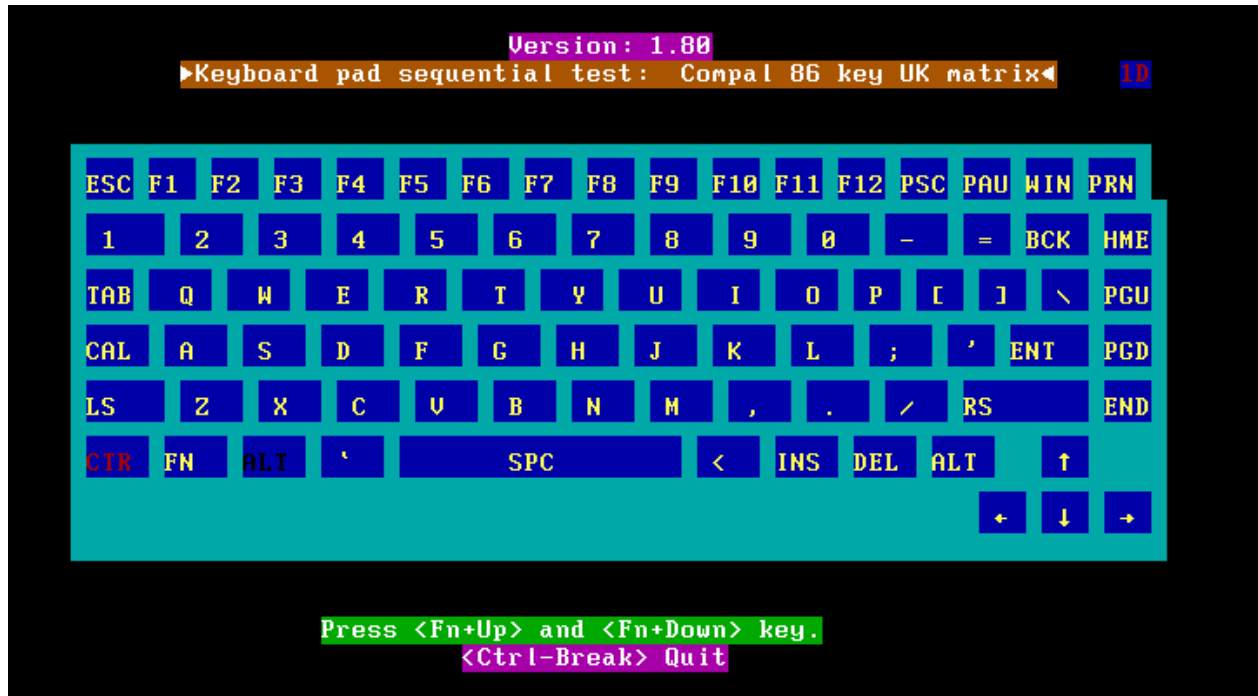 Version: 1.80
►Keyboard pad sequential test: Compal 86 key UK matrix◄ 1D
ESC F1 F2 F3 F4 F5 F6 F7 F8 F9 F10 F11 F12 PSC PAU WIN PRN
1 2 3 4 5 6 7 8 9 0 - = BCK HME
TAB Q W E R T Y U I O P [ ] \ PGU
CAL A S D F G H J K L ; ' ENT PGD
LS Z X C V B N M , . / RS END
CTR FN ALT ` SPC < INS DEL ALT ↑
← ↓ →
Press <Fn+Up> and <Fn+Down> key.
<Ctrl-Break> Quit